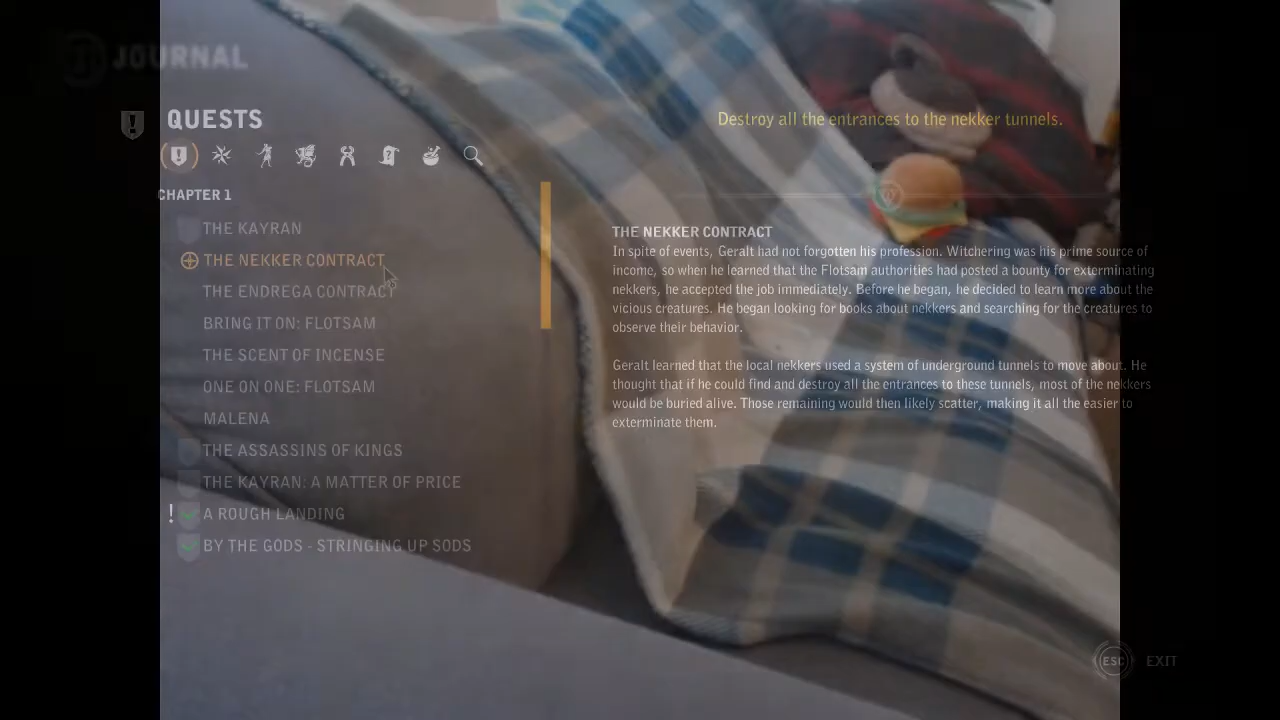 JOURNAL
QUESTS
Destroy all the entrances to the nekker tunnels.
CHAPTER 1
THE KAYRAN
THE NEKKER CONTRACT
THE ENDREGA CONTRACT
BRING IT ON: FLOTSAM
THE SCENT OF INCENSE
ONE ON ONE: FLOTSAM
MALENA
THE ASSASSINS OF KINGS
THE KAYRAN: A MATTER OF PRICE
! A ROUGH LANDING
BY THE GODS - STRINGING UP SODS
THE NEKKER CONTRACT
In spite of events, Geralt had not forgotten his profession. Witchering was his prime source of
income, so when he learned that the Flotsam authorities had posted a bounty for exterminating
nekkers, he accepted the job immediately. Before he began, he decided to learn more about the
vicious creatures. He began looking for books about nekkers and searching for the creatures to
observe their behavior.
Geralt learned that the local nekkers used a system of underground tunnels to move about. He
thought that if he could find and destroy all the entrances to these tunnels, most of the nekkers
would be buried alive. Those remaining would then likely scatter, making it all the easier to
exterminate them.
ESC EXIT